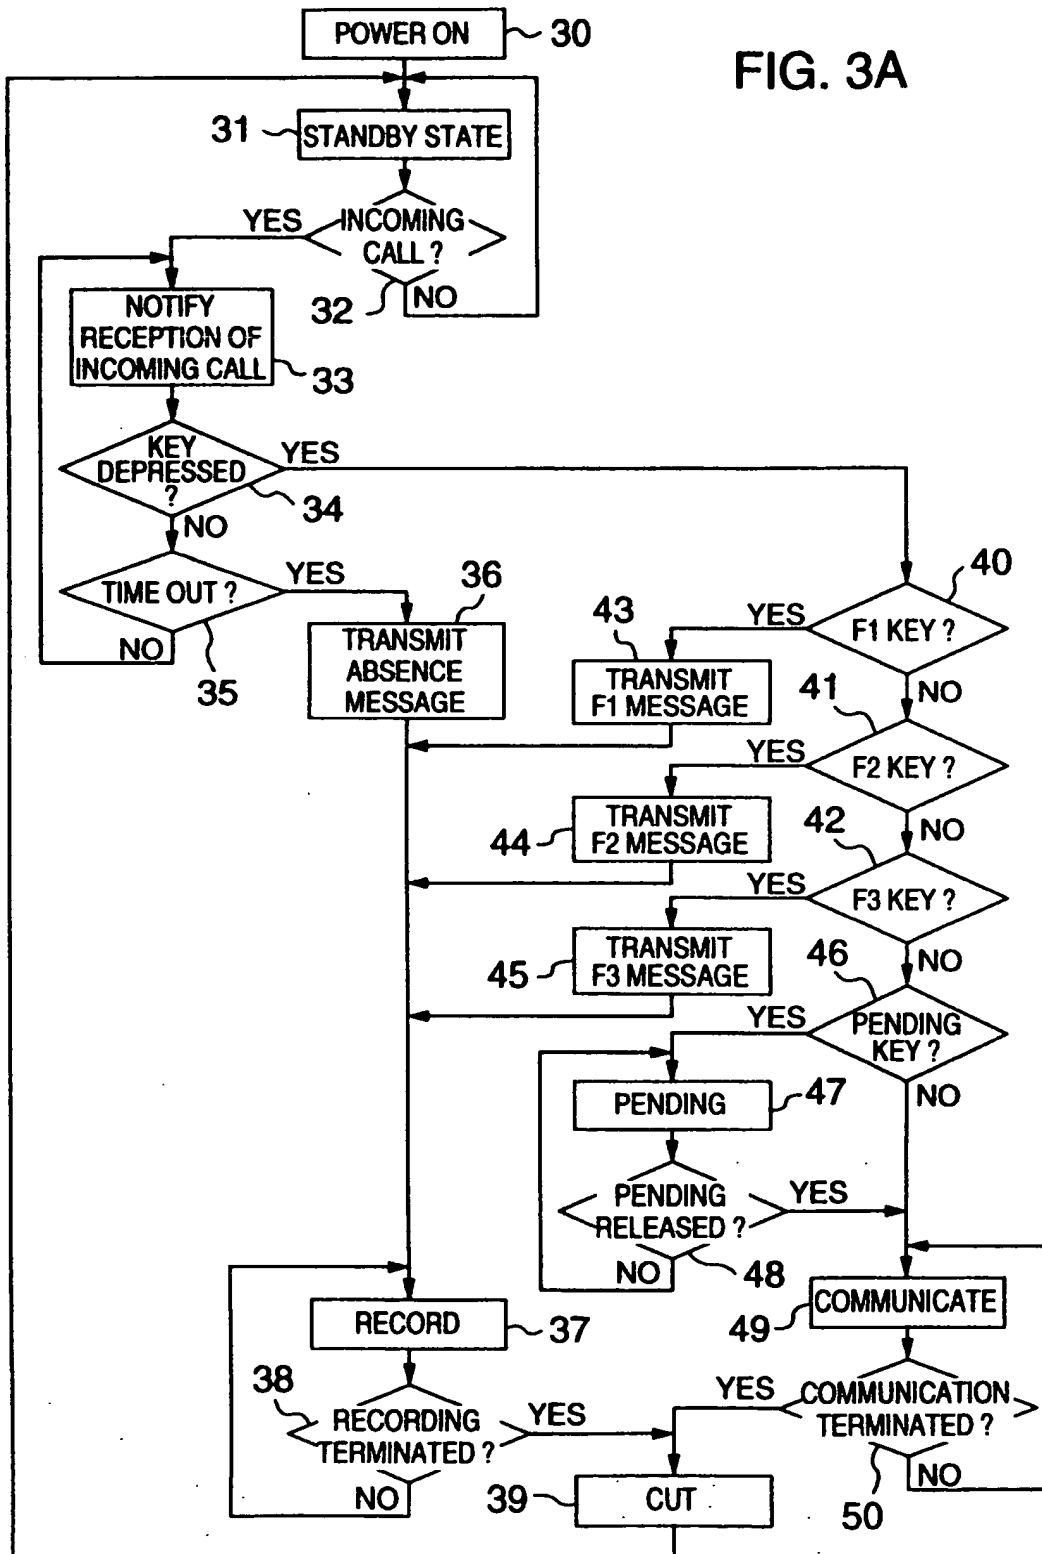 POWER ON
30
FIG. 3A
31
STANDBY STATE
YES
INCOMING
CALL ?
32
NO
NOTIFY
RECEPTION OF
INCOMING CALL
33
KEY
DEPRESSED
?
YES
34
NO
TIME OUT ?
YES
NO
35
36
TRANSMIT
ABSENCE
MESSAGE
40
F1 KEY ?
YES
NO
43
TRANSMIT
F1 MESSAGE
41
F2 KEY ?
YES
NO
44
TRANSMIT
F2 MESSAGE
42
F3 KEY ?
YES
NO
45
TRANSMIT
F3 MESSAGE
46
PENDING
KEY ?
YES
NO
PENDING
47
PENDING
RELEASED ?
YES
NO
48
COMMUNICATE
49
RECORD
37
38
RECORDING
TERMINATED ?
YES
NO
YES
COMMUNICATION
TERMINATED ?
NO
50
39
CUT